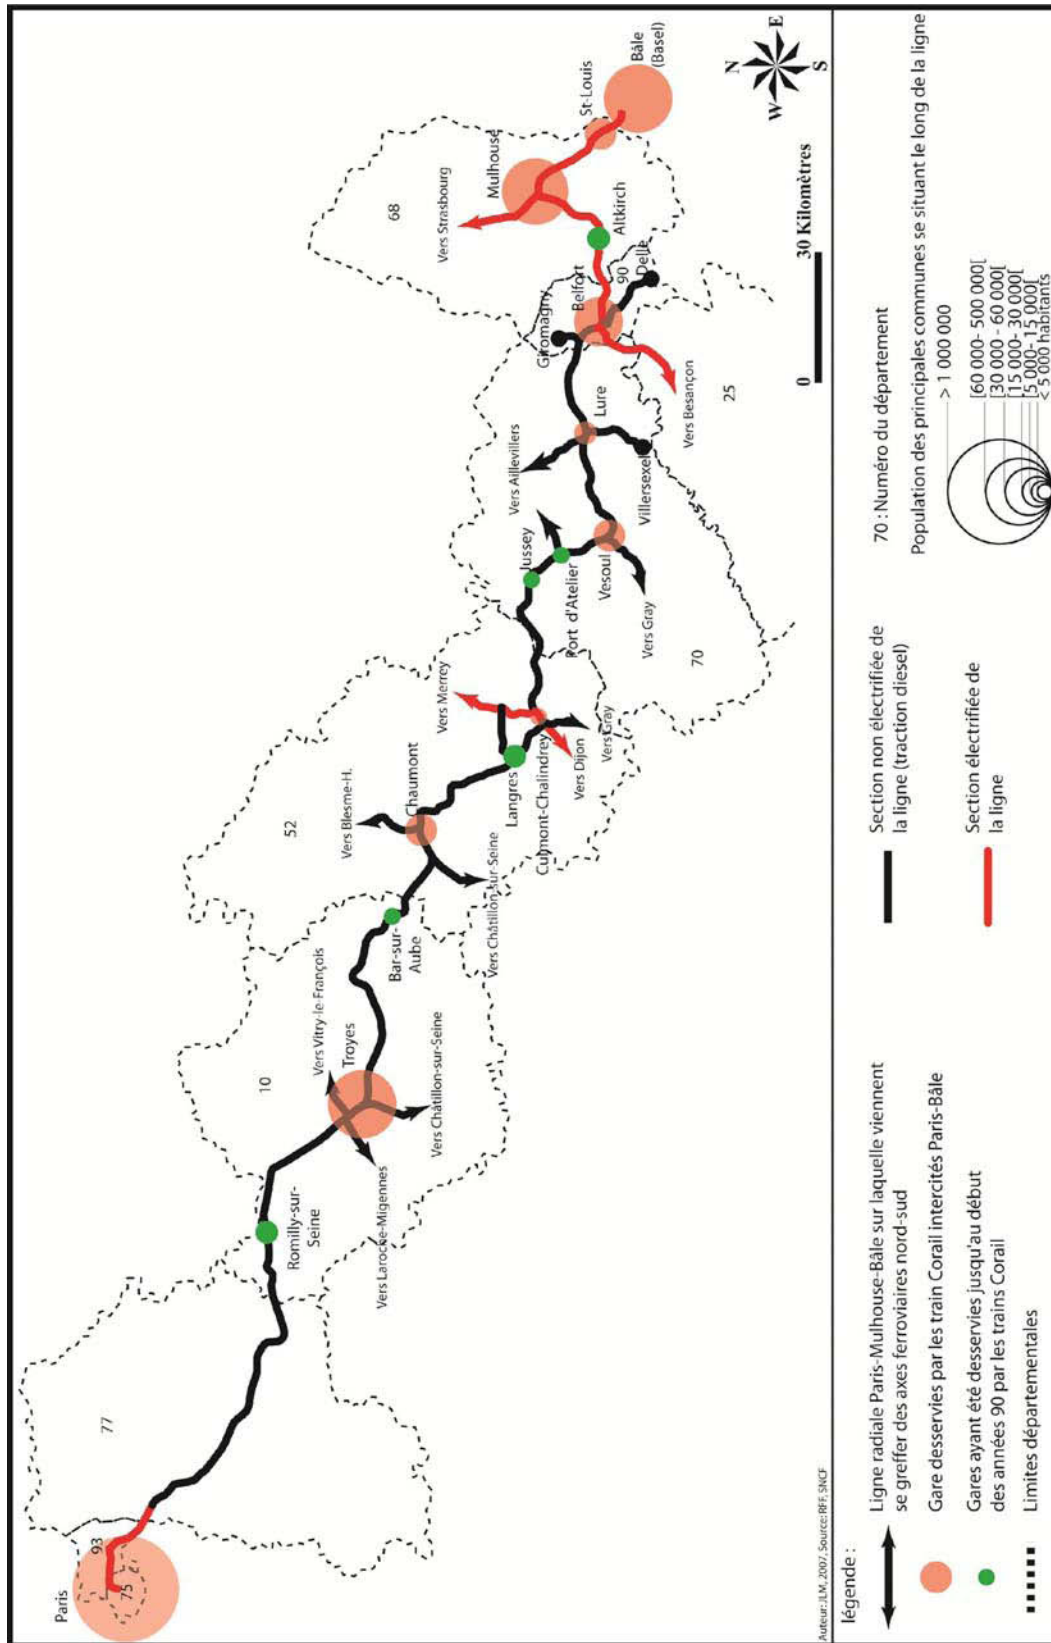 Paris
75
93
77
Romilly-sur-
Seine
10
Troyes
Vers Vitry-le-François
Vers Laroche-Migennes
Vers Châtillon-sur-Seine
Bar-sur-
Aube
52
Vers Blesme-H.
Chaumont
Vers Châtillon-sur-Seine
Langres
Vers Merrey
Culmont-Chalindrey
Vers Dijon
Vers Gray
Jussey
Port d'Atelier
Vesoul
Vers Gray
70
Vers Aillevillers
Lure
Villersexel
Giromagny
Belfort
90
Delle
Vers Besançon
25
Altkirch
68
Vers Strasbourg
Mulhouse
St-Louis
Bâle
(Basel)
N
E
S
W
0
30 Kilomètres
Auteur: JLM, 2007, Source: RFF, SNCF
légende :
Ligne radiale Paris-Mulhouse-Bâle sur laquelle viennent
se greffer des axes ferroviaires nord-sud
Gare desservies par les train Corail intercités Paris-Bâle
Gares ayant été desservies jusqu'au début
des années 90 par les trains Corail
Limites départementales
Section non électrifiée de
la ligne (traction diesel)
Section électrifiée de
la ligne
70 : Numéro du département
Population des principales communes se situant le long de la ligne
> 1 000 000
[60 000- 500 000[
[30 000 - 60 000[
[15 000- 30 000[
[5 000- 15 000[
< 5 000 habitants